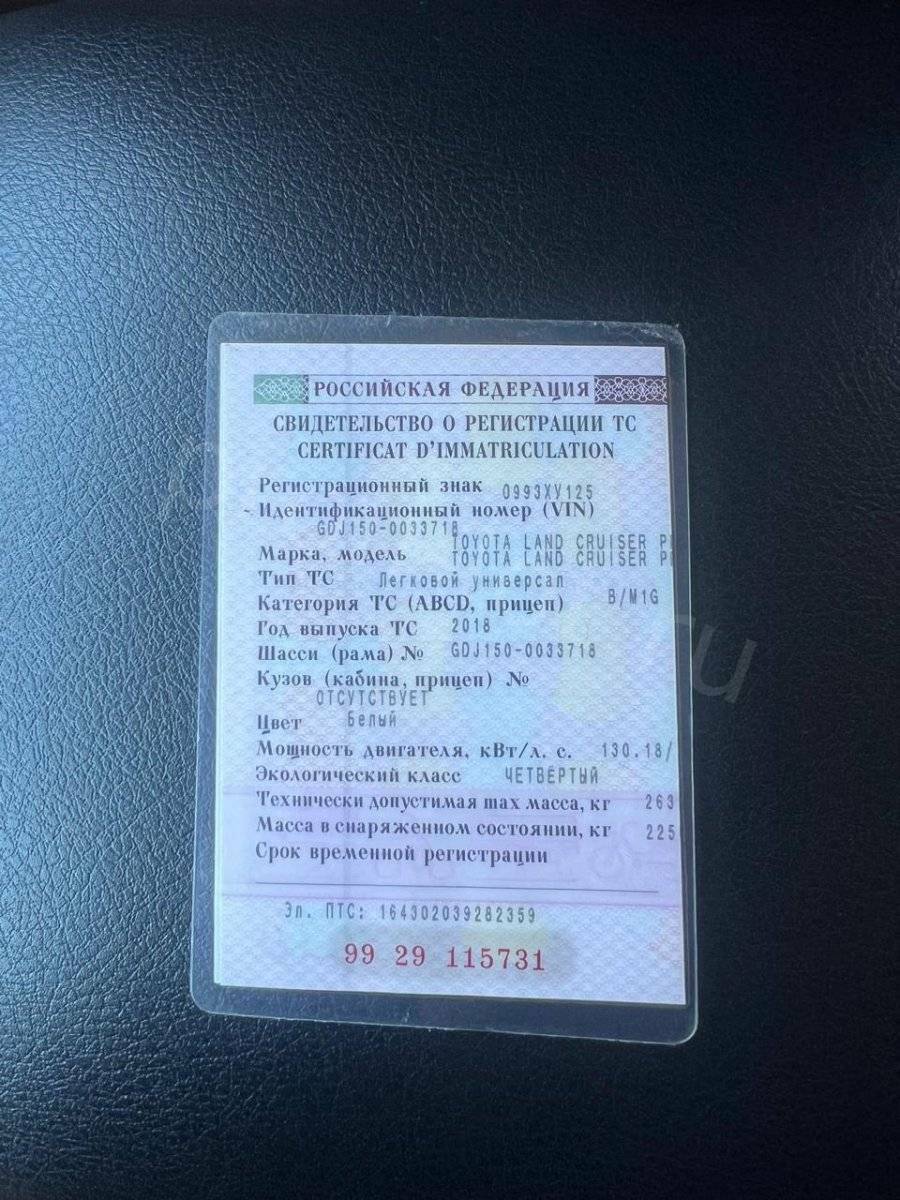 РОССИЙСКАЯ ФЕДЕРАЦИЯ
СВИДЕТЕЛЬСТВО О РЕГИСТРАЦИИ ТС
CERTIFICAT D'IMMATRICULATION
Регистрационный знак О993ХУ125
Идентификационный номер (VIN)
GDJ150-0033718
TOYOTA LAND CRUISER
Марка, модель TOYOTA LAND CRUISER
Тип ТС Легковой универсал
Категория ТС (ABCD, прицеп) B/M1G
Год выпуска ТС 2018
Шасси (рама) № GDJ150-0033718
Кузов (кабина, прицеп) №
ОТСУТСТВУЕТ
Цвет Белый
Мощность двигателя, кВт/л. с. 130.18/
Экологический класс ЧЕТВЁРТЫЙ
Технически допустимая max масса, кг 263
Масса в снаряженном состоянии, кг 225
Срок временной регистрации
Эл. ПТС: 164302039282359
99 29 115731